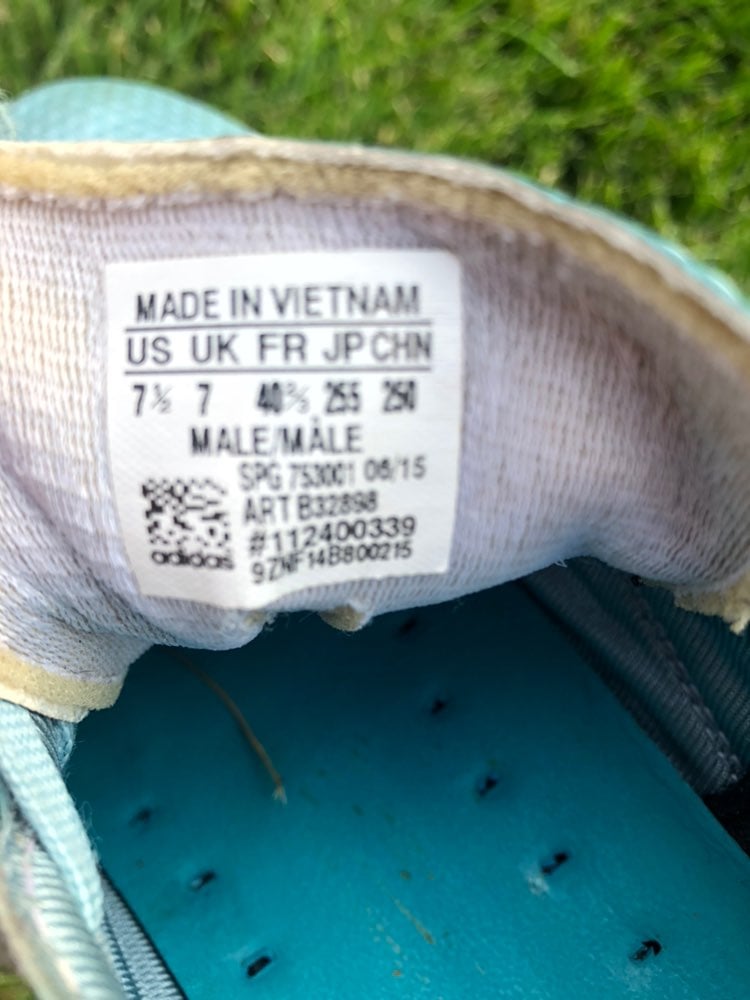 MADE IN VIETNAM
US UK FR JP CHN
7½ 7 40⅔ 255 250
MALE/MÂLE
SPG 753001 06/15
ART B32898
#112400339
adidas 9ZNF14B800215